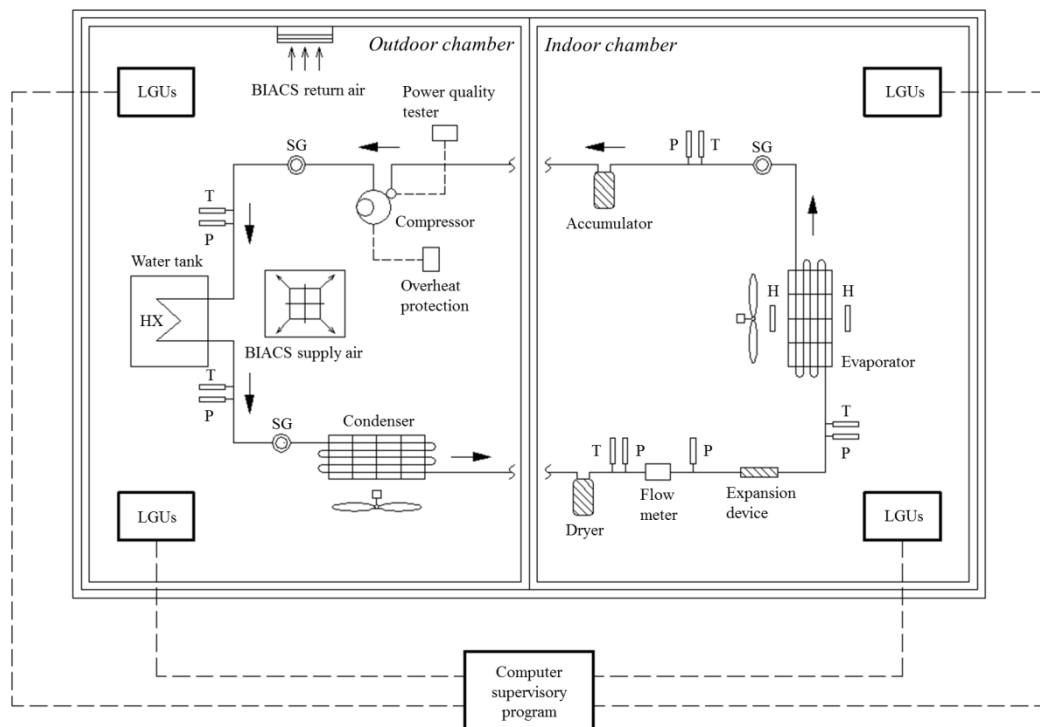 Outdoor chamber
Indoor chamber
LGUs
BIACS return air
Power quality
tester
LGUs
SG
P
T
SG
Compressor
Accumulator
T
P
Overheat
protection
Water tank
HX
BIACS supply air
H
H
Evaporator
T
P
SG
Condenser
T
P
T
P
P
Flow
meter
Expansion
device
Dryer
LGUs
LGUs
Computer
supervisory
program